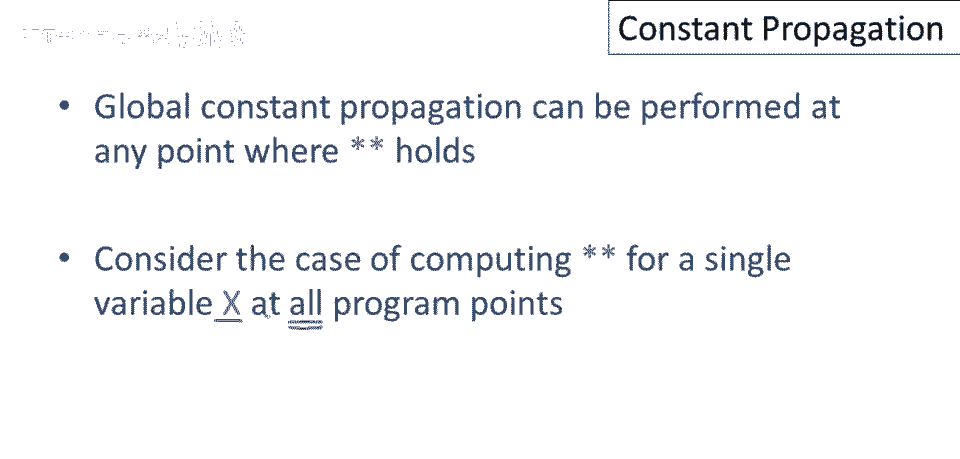 Constant Propagation
• Global constant propagation can be performed at
any point where ** holds
• Consider the case of computing ** for a single
variable X at all program points